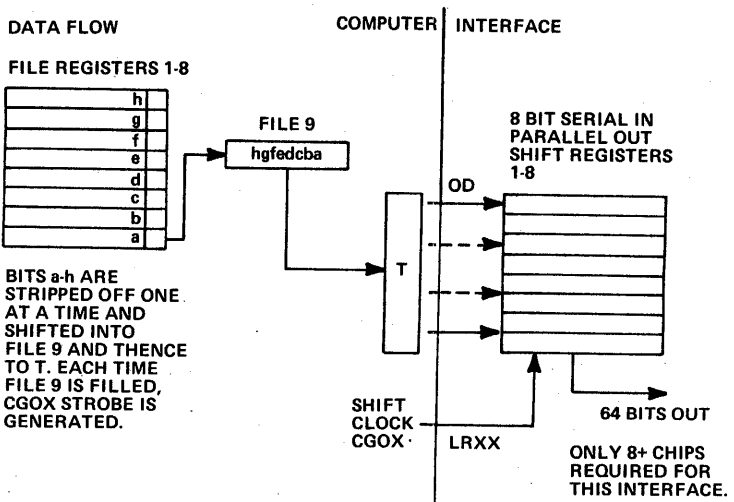 DATA FLOW
COMPUTER
INTERFACE
FILE REGISTERS 1-8
h
g
f
e
d
c
b
a
FILE 9
hgfedcba
T
OD
8 BIT SERIAL IN
PARALLEL OUT
SHIFT REGISTERS
1-8
BITS a-h ARE
STRIPPED OFF ONE
AT A TIME AND
SHIFTED INTO
FILE 9 AND THENCE
TO T. EACH TIME
FILE 9 IS FILLED,
CGOX STROBE IS
GENERATED.
SHIFT
CLOCK
CGOX
LRXX
64 BITS OUT
ONLY 8+ CHIPS
REQUIRED FOR
THIS INTERFACE.